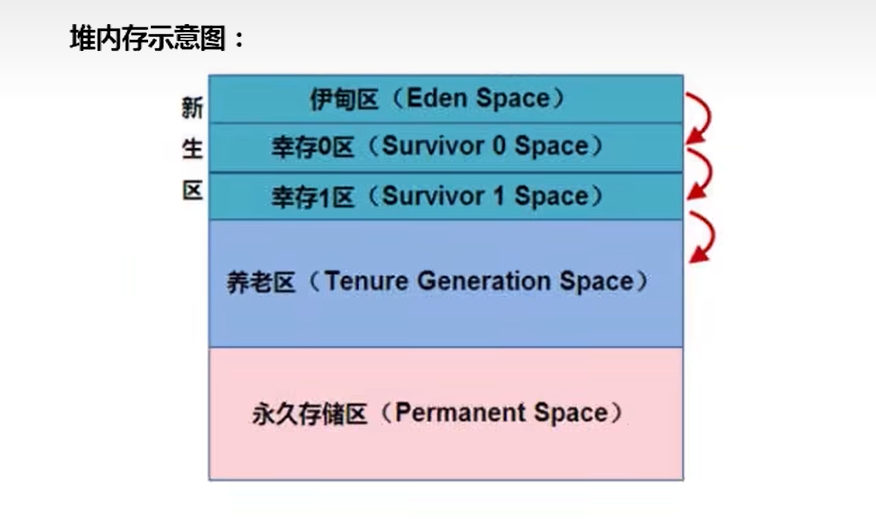 堆内存示意图：
新生区
伊甸区（Eden Space）
幸存0区（Survivor 0 Space）
幸存1区（Survivor 1 Space）
养老区（Tenure Generation Space）
永久存储区（Permanent Space）